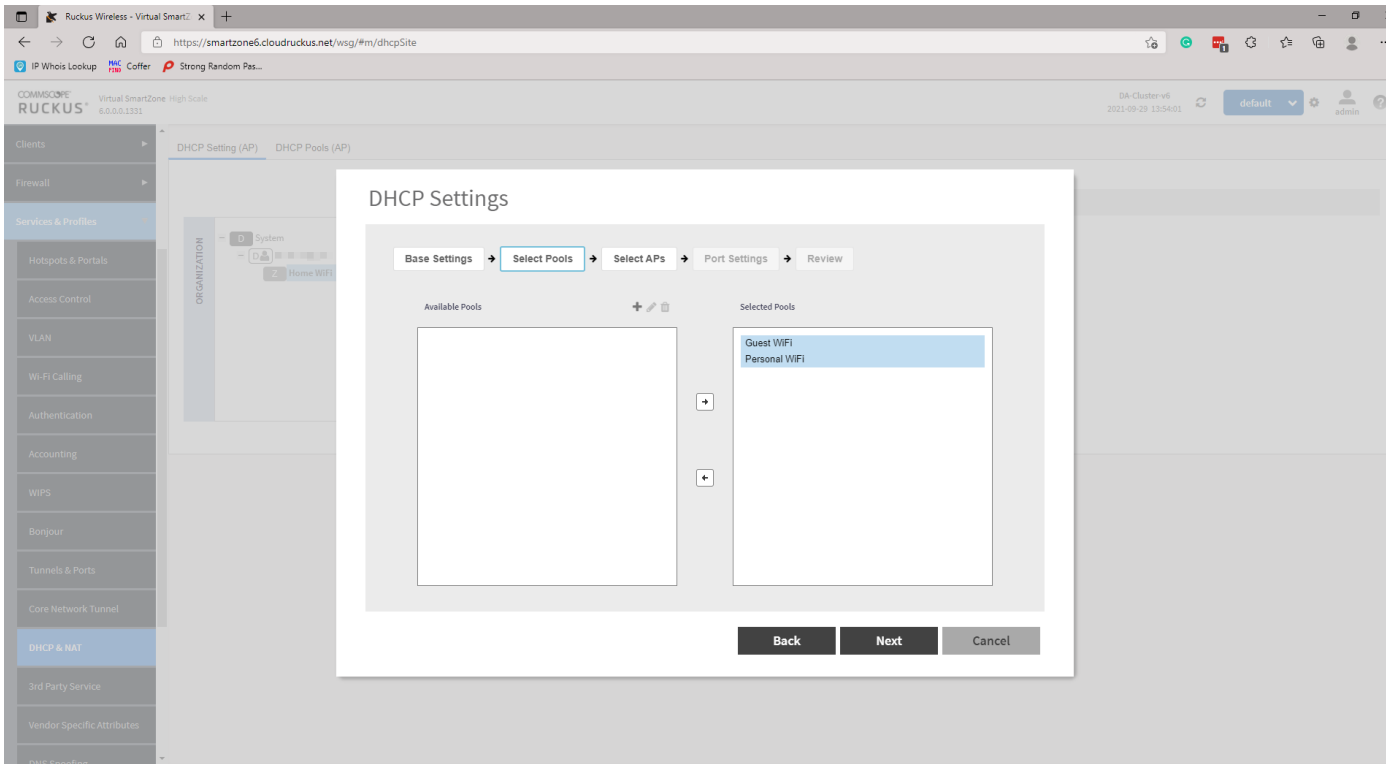 Ruckus Wireless - Virtual SmartZ
https://smartzone6.cloudruckus.net/wsg/#m/dhcpSite
IP Whois Lookup MAC FIND Coffer Strong Random Pas...
COMMSCOPE
RUCKUS
Virtual SmartZone High Scale
6.0.0.0.1331
DA-Cluster-v6
2021-09-29 13:54:01
default
admin
Clients
Firewall
Services & Profiles
Hotspots & Portals
Access Control
VLAN
Wi-Fi Calling
Authentication
Accounting
WIPS
Bonjour
Tunnels & Ports
Core Network Tunnel
DHCP & NAT
3rd Party Service
Vendor Specific Attributes
DNS Spoofing
DHCP Setting (AP) DHCP Pools (AP)
ORGANIZATION
D System
D
Z Home WiFi
DHCP Settings
Base Settings → Select Pools → Select APs → Port Settings → Review
Available Pools
Selected Pools
Guest WiFi
Personal WiFi
Back Next Cancel